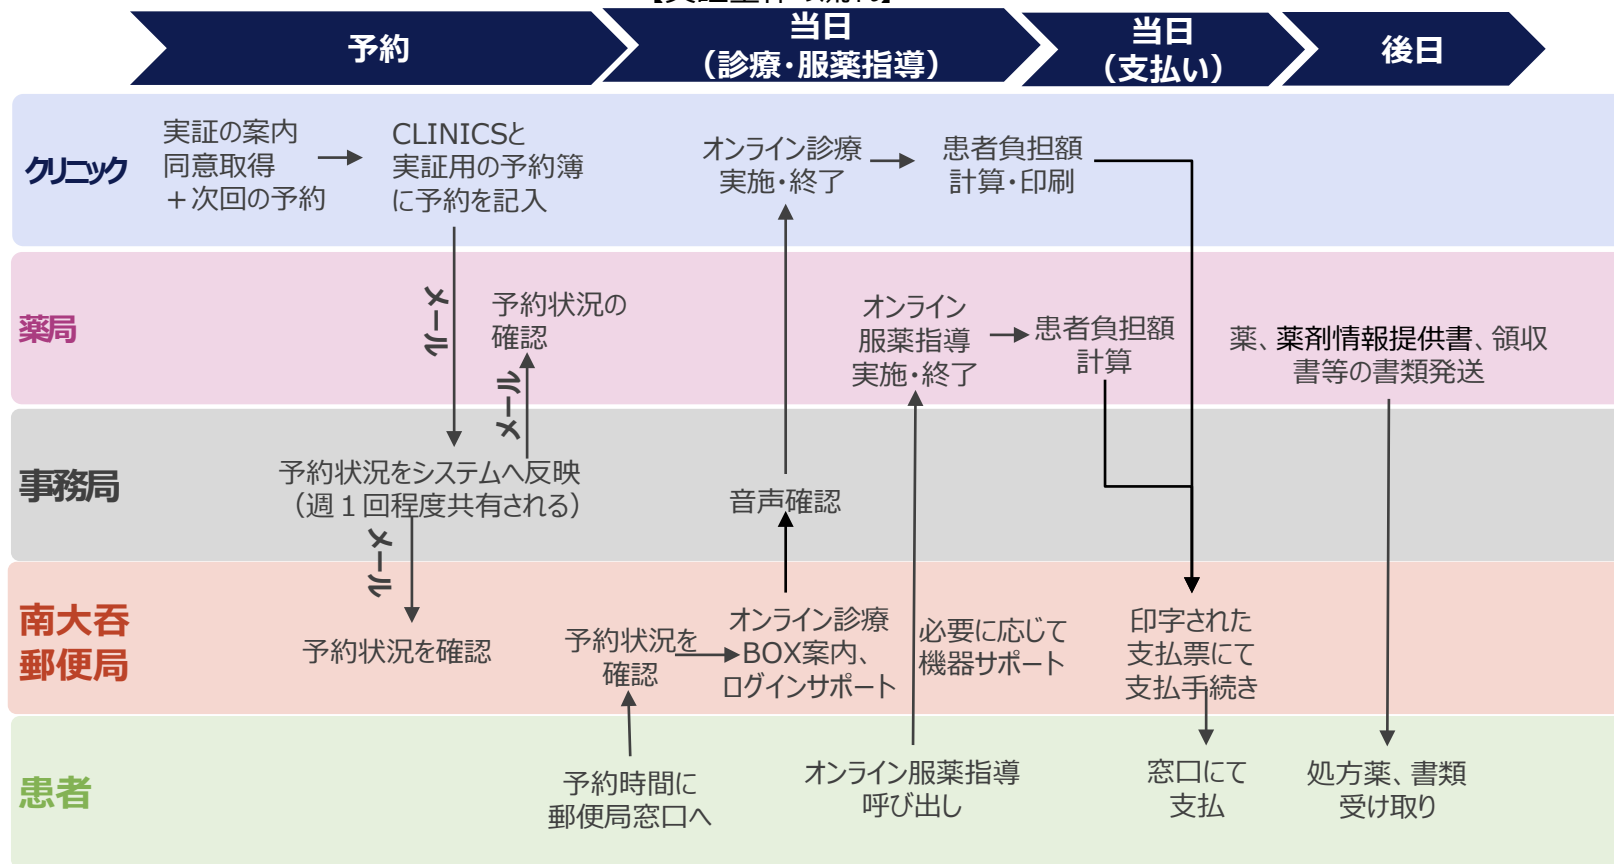 予約
当日
（診療・服薬指導）
当日
（支払い）
後日
クリニック
実証の案内
同意取得
＋次回の予約
CLINICSと
実証用の予約簿
に予約を記入
オンライン診療
実施・終了
患者負担額
計算・印刷
薬局
メール
予約状況の
確認
メール
オンライン
服薬指導
実施・終了
患者負担額
計算
薬、薬剤情報提供書、領収
書等の書類発送
事務局
予約状況をシステムへ反映
（週１回程度共有される）
メール
音声確認
南大呑
郵便局
予約状況を確認
予約状況を
確認
オンライン診療
BOX案内、
ログインサポート
必要に応じて
機器サポート
印字された
支払票にて
支払手続き
患者
予約時間に
郵便局窓口へ
オンライン服薬指導
呼び出し
窓口にて
支払
処方薬、書類
受け取り